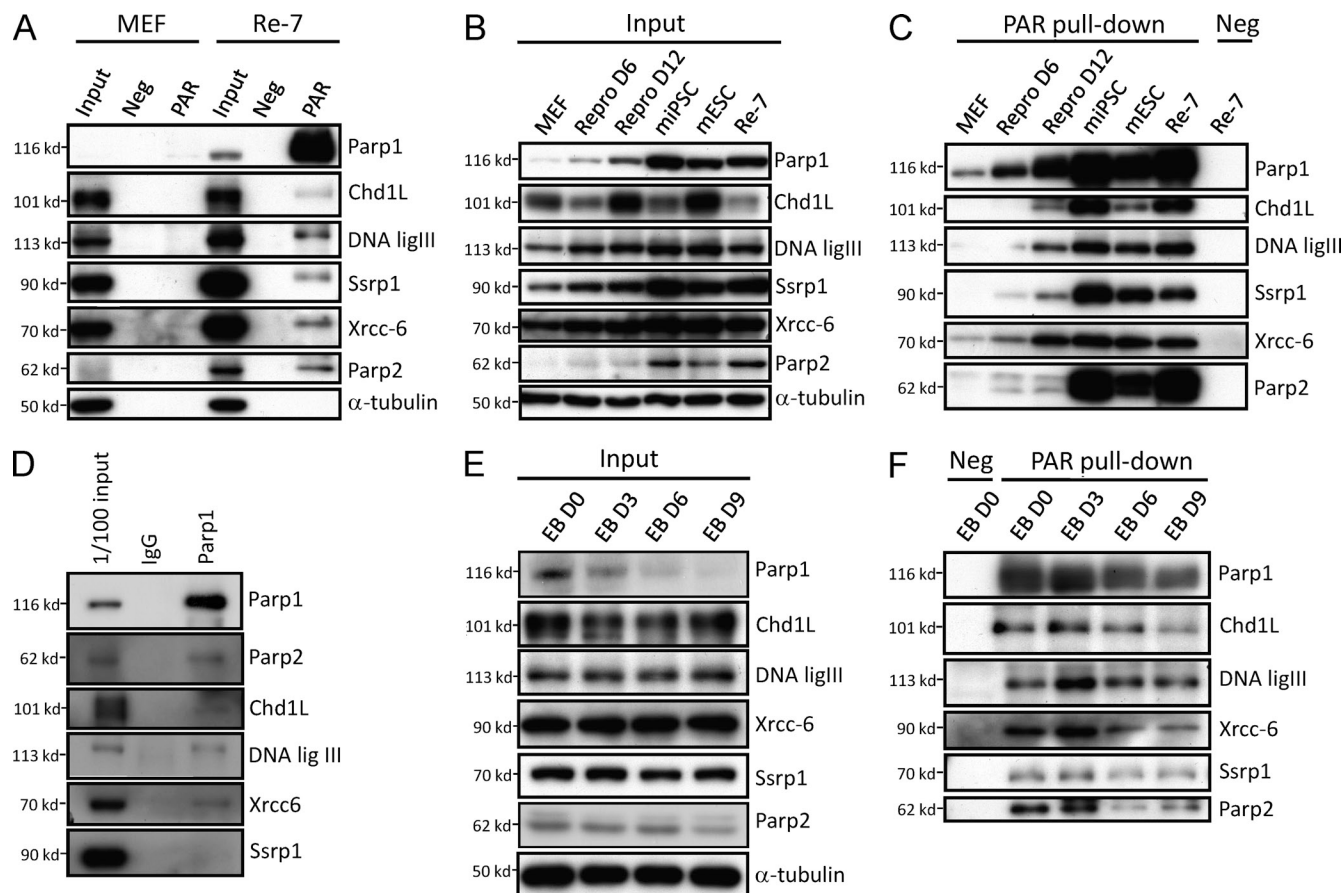 A
MEF Re-7
Input Neg PAR Input Neg PAR
116 kd Parp1
101 kd Chd1L
113 kd DNA ligIII
90 kd Ssrp1
70 kd Xrcc-6
62 kd Parp2
50 kd α-tubulin
B
Input
MEF Repro D6 Repro D12 miPSC mESC Re-7
116 kd Parp1
101 kd Chd1L
113 kd DNA ligIII
90 kd Ssrp1
70 kd Xrcc-6
62 kd Parp2
50 kd α-tubulin
C
PAR pull-down Neg
MEF Repro D6 Repro D12 miPSC mESC Re-7 Re-7
116 kd Parp1
101 kd Chd1L
113 kd DNA ligIII
90 kd Ssrp1
70 kd Xrcc-6
62 kd Parp2
D
1/100 input IgG Parp1
116 kd Parp1
62 kd Parp2
101 kd Chd1L
113 kd DNA lig III
70 kd Xrcc6
90 kd Ssrp1
E
Input
EB D0 EB D3 EB D6 EB D9
116 kd Parp1
101 kd Chd1L
113 kd DNA ligIII
90 kd Xrcc-6
70 kd Ssrp1
62 kd Parp2
50 kd α-tubulin
F
Neg PAR pull-down
EB D0 EB D0 EB D3 EB D6 EB D9
116 kd Parp1
101 kd Chd1L
113 kd DNA ligIII
90 kd Xrcc-6
70 kd Ssrp1
62 kd Parp2